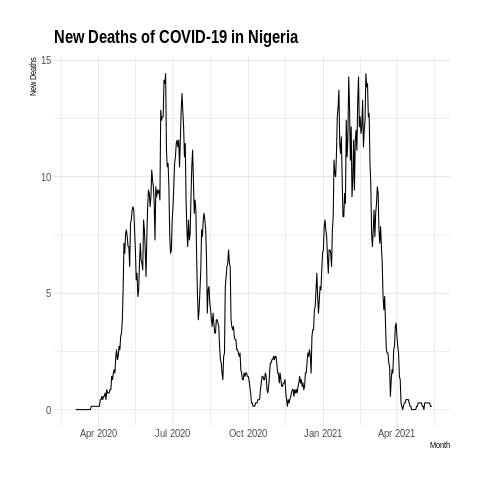 New Deaths of COVID-19 in Nigeria
New Deaths
15
10
5
0
Apr 2020 Jul 2020 Oct 2020 Jan 2021 Apr 2021
Month